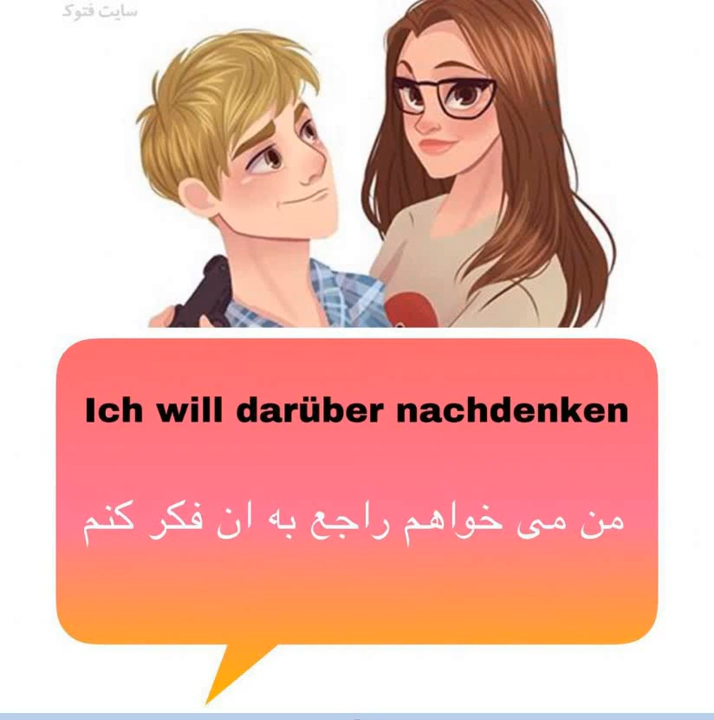 سایت فتوک
Ich will darüber nachdenken
من می خواهم راجع به ان فکر کنم